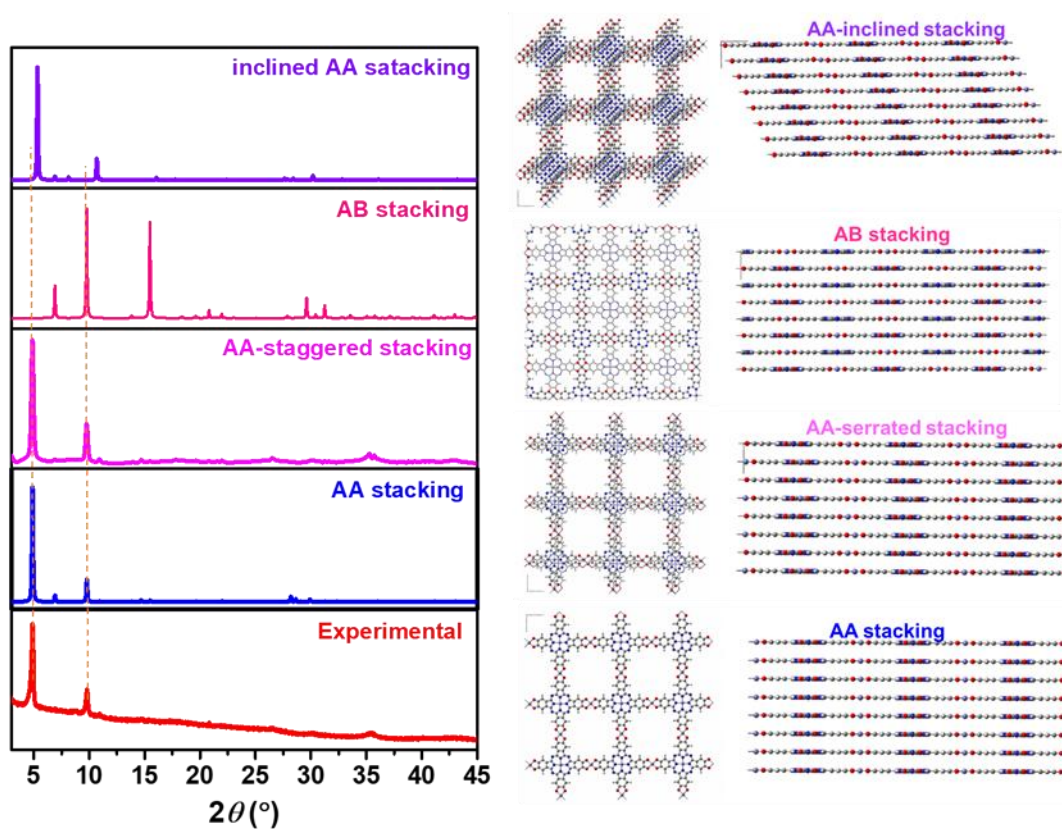 inclined AA satacking
AB stacking
AA-staggered stacking
AA stacking
Experimental
5 10 15 20 25 30 35 40 45
2θ (°)
AA-inclined stacking
AB stacking
AA-serrated stacking
AA stacking